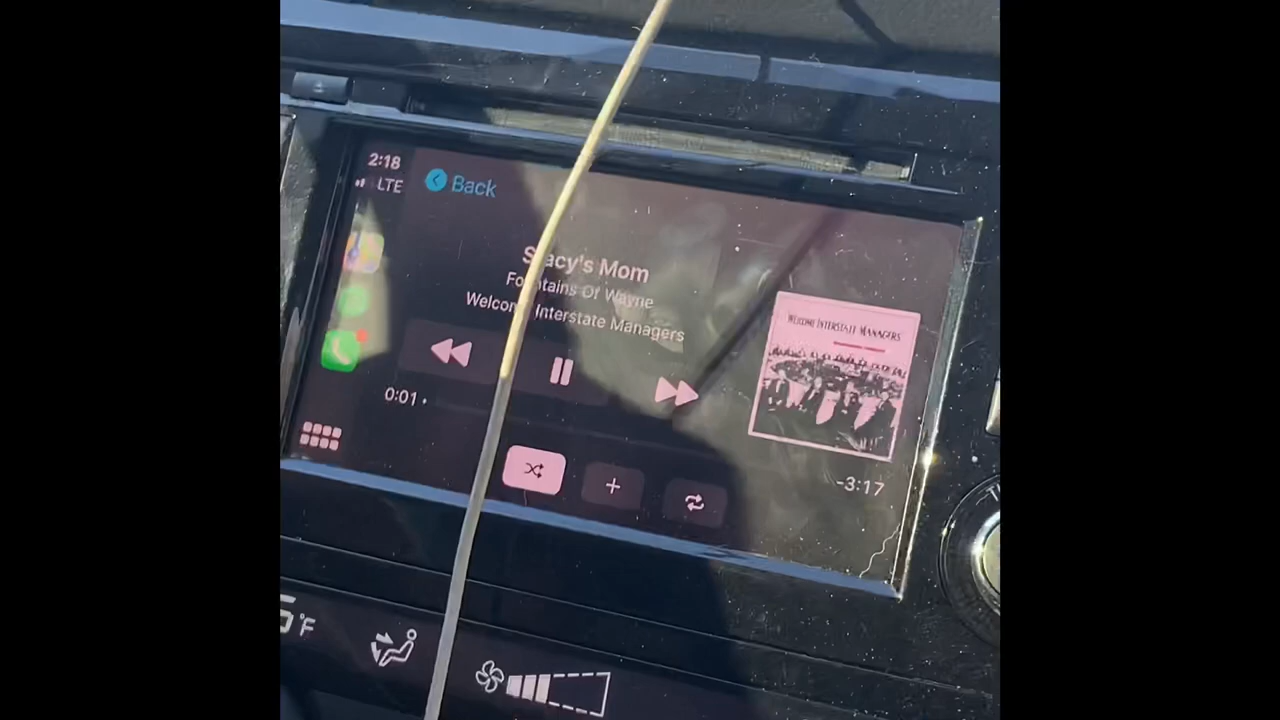 2:18
LTE
Back
Stacy's Mom
Fountains Of Wayne
Welcome Interstate Managers
WELCOME INTERSTATE MANAGERS
0:01
-3:17
°F